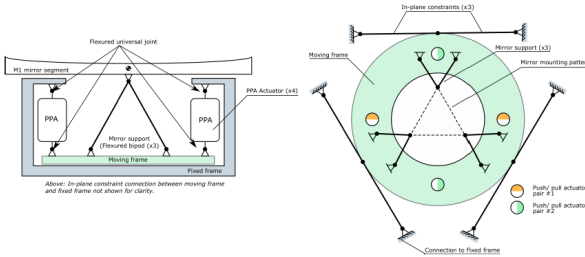 Flexured universal joint
M1 mirror segment
PPA
PPA
PPA Actuator (x4)
Mirror support
(Flexured bipod (x3)
Moving frame
Fixed frame
Above: In-plane constraint connection between moving frame
and fixed frame not shown for clarity.
In-plane constraints (x3)
Mirror support (x3)
Moving frame
Mirror mounting patte
Push/ pull actuato
pair #1
Push/ pull actuato
pair #2
Connection to fixed frame